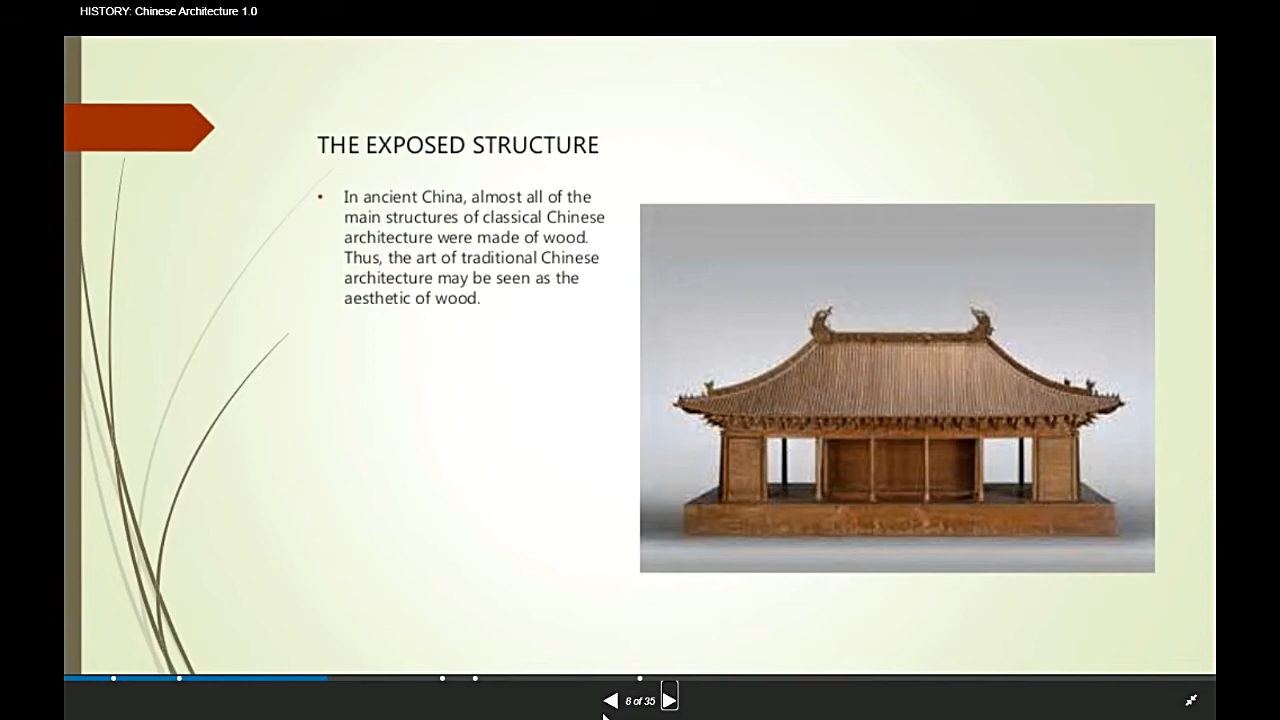 HISTORY: Chinese Architecture 1.0
THE EXPOSED STRUCTURE
• In ancient China, almost all of the
main structures of classical Chinese
architecture were made of wood.
Thus, the art of traditional Chinese
architecture may be seen as the
aesthetic of wood.
8 of 35